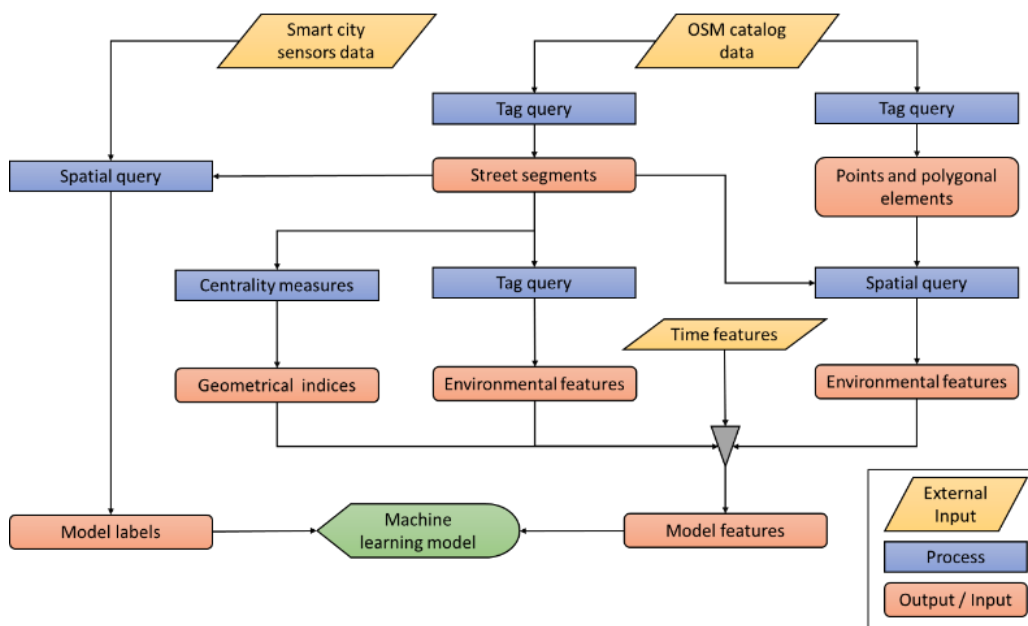 Smart city
sensors data
OSM catalog
data
Tag query
Tag query
Spatial query
Street segments
Points and polygonal
elements
Centrality measures
Tag query
Spatial query
Time features
Geometrical indices
Environmental features
Environmental features
Model labels
Machine
learning model
Model features
External
Input
Process
Output / Input